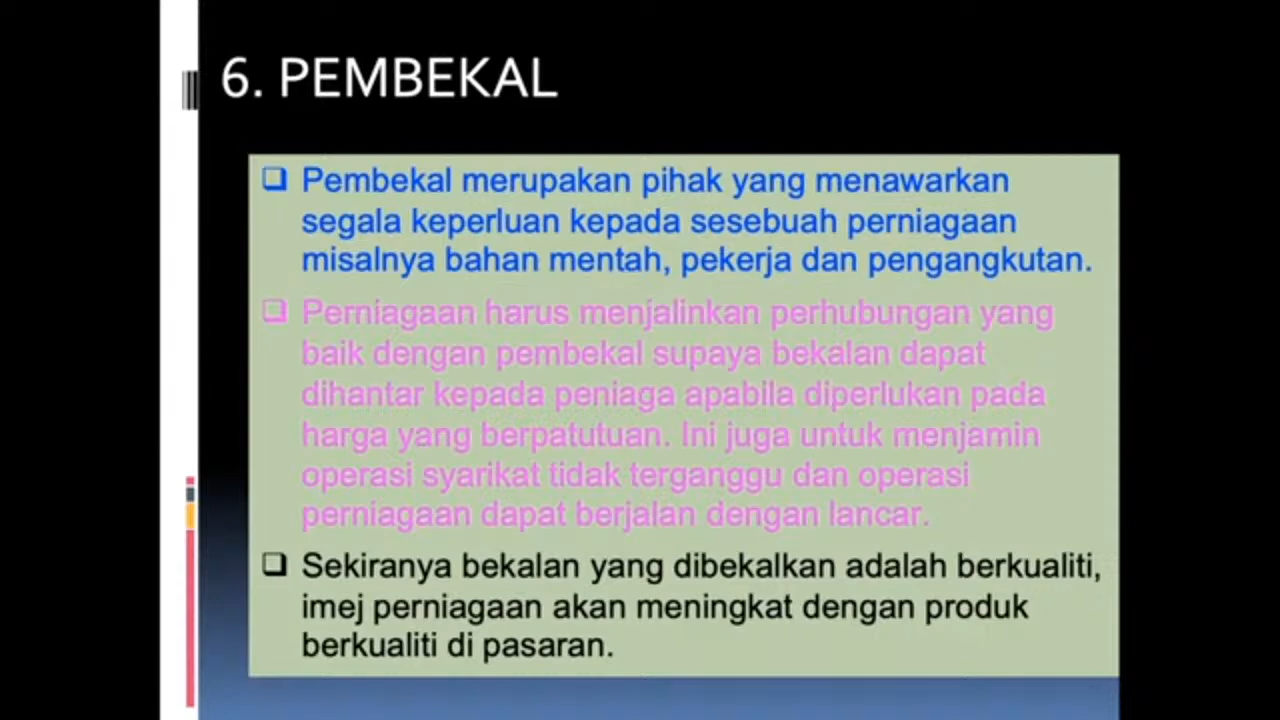 6. PEMBEKAL
Pembekal merupakan pihak yang menawarkan
segala keperluan kepada sesebuah perniagaan
misalnya bahan mentah, pekerja dan pengangkutan.
Perniagaan harus menjalinkan perhubungan yang
baik dengan pembekal supaya bekalan dapat
dihantar kepada peniaga apabila diperlukan pada
harga yang berpatutuan. Ini juga untuk menjamin
operasi syarikat tidak terganggu dan operasi
perniagaan dapat berjalan dengan lancar.
Sekiranya bekalan yang dibekalkan adalah berkualiti,
imej perniagaan akan meningkat dengan produk
berkualiti di pasaran.